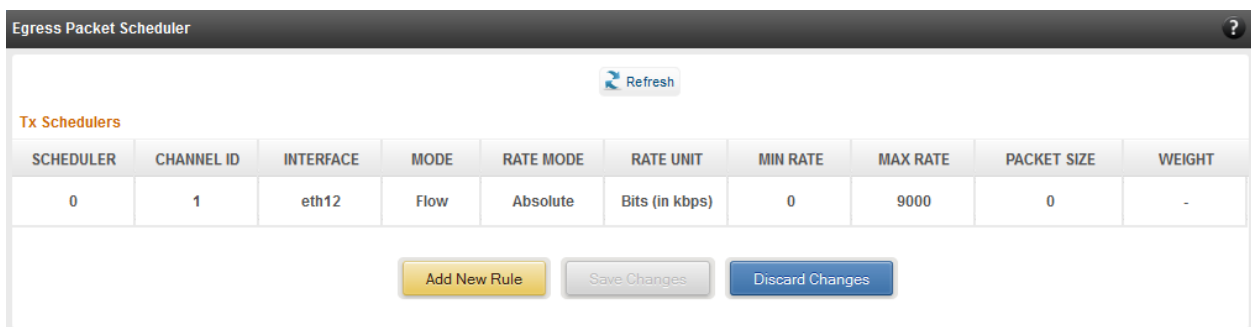 Egress Packet Scheduler ?
Refresh
Tx Schedulers
SCHEDULER CHANNEL ID INTERFACE MODE RATE MODE RATE UNIT MIN RATE MAX RATE PACKET SIZE WEIGHT
0 1 eth12 Flow Absolute Bits (in kbps) 0 9000 0 -
Add New Rule Save Changes Discard Changes